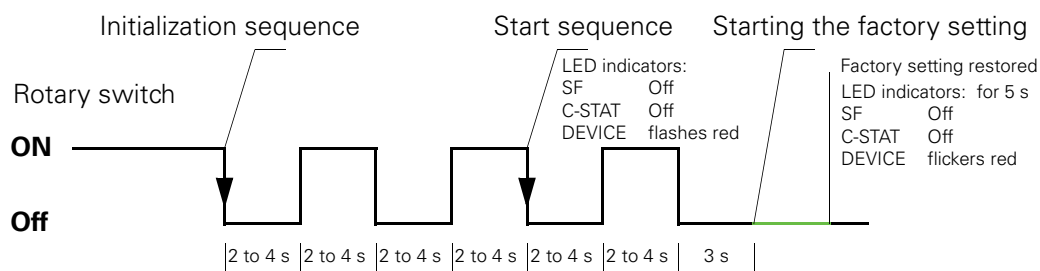 Initialization sequence
Start sequence
Starting the factory setting
LED indicators:
SF Off
C-STAT Off
DEVICE flashes red
Factory setting restored
LED indicators: for 5 s
SF Off
C-STAT Off
DEVICE flickers red
Rotary switch
ON
Off
2 to 4 s 2 to 4 s 2 to 4 s 2 to 4 s 2 to 4 s 2 to 4 s 3 s